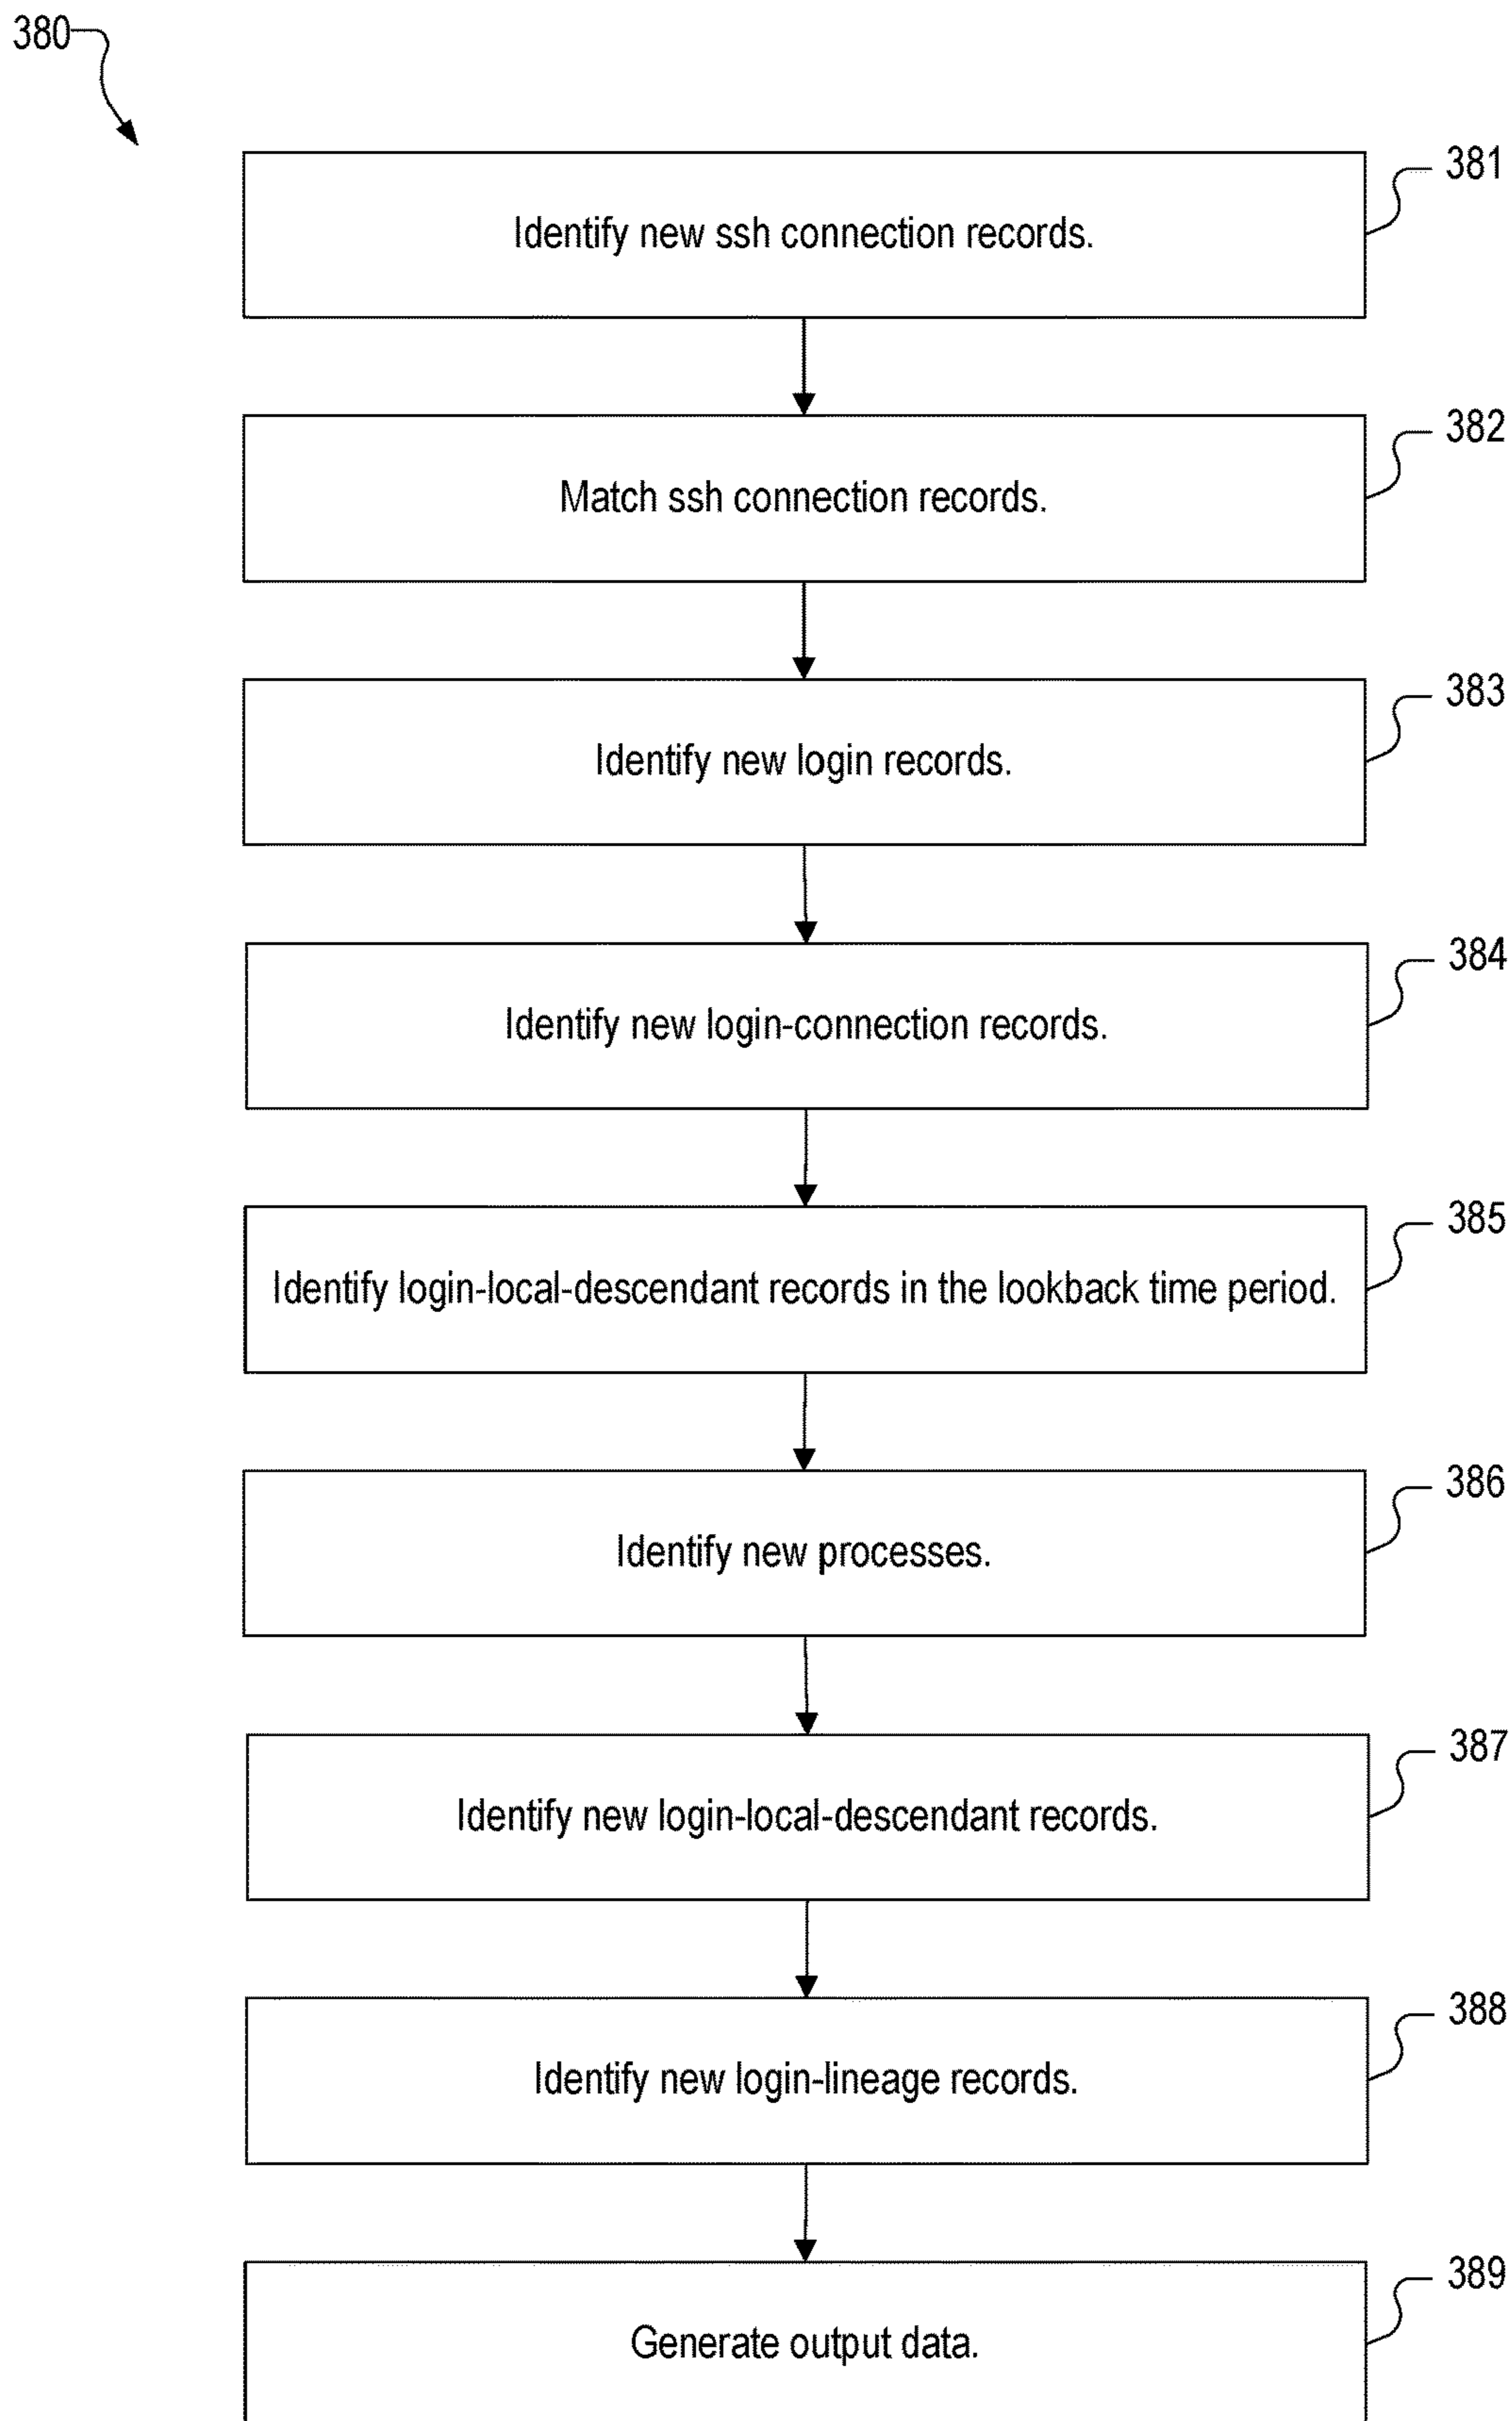 380
381
Identify new ssh connection records.
382
Match ssh connection records.
383
Identify new login records.
384
Identify new login-connection records.
385
Identify login-local-descendant records in the lookback time period.
386
Identify new processes.
387
Identify new login-local-descendant records.
388
Identify new login-lineage records.
389
Generate output data.